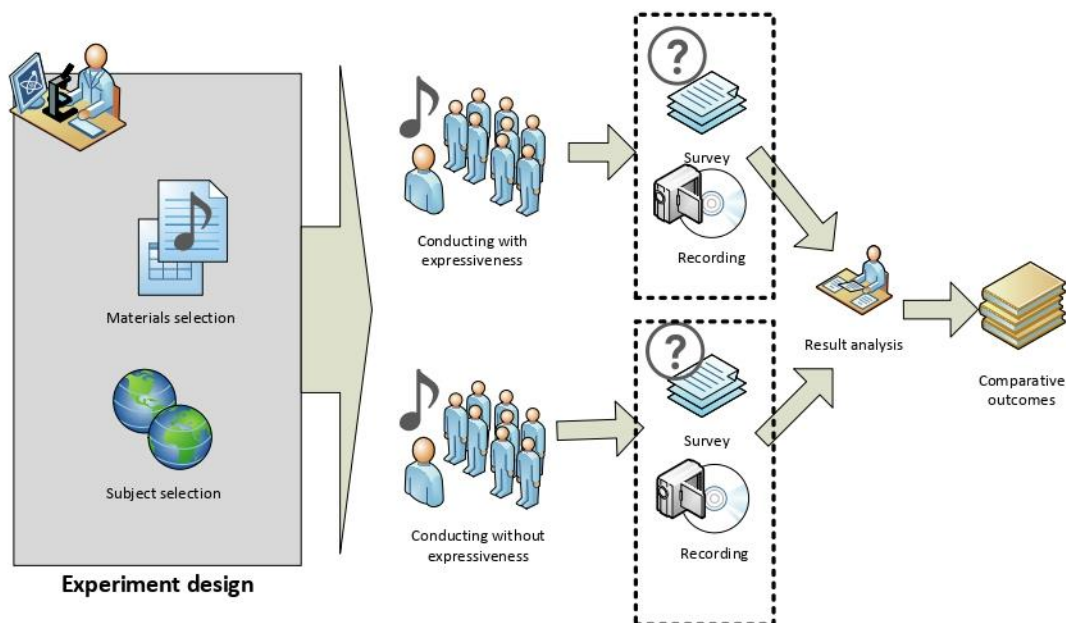 Materials selection
Subject selection
Experiment design
Conducting with
expressiveness
Conducting without
expressiveness
?
Survey
Recording
?
Survey
Recording
Result analysis
Comparative
outcomes